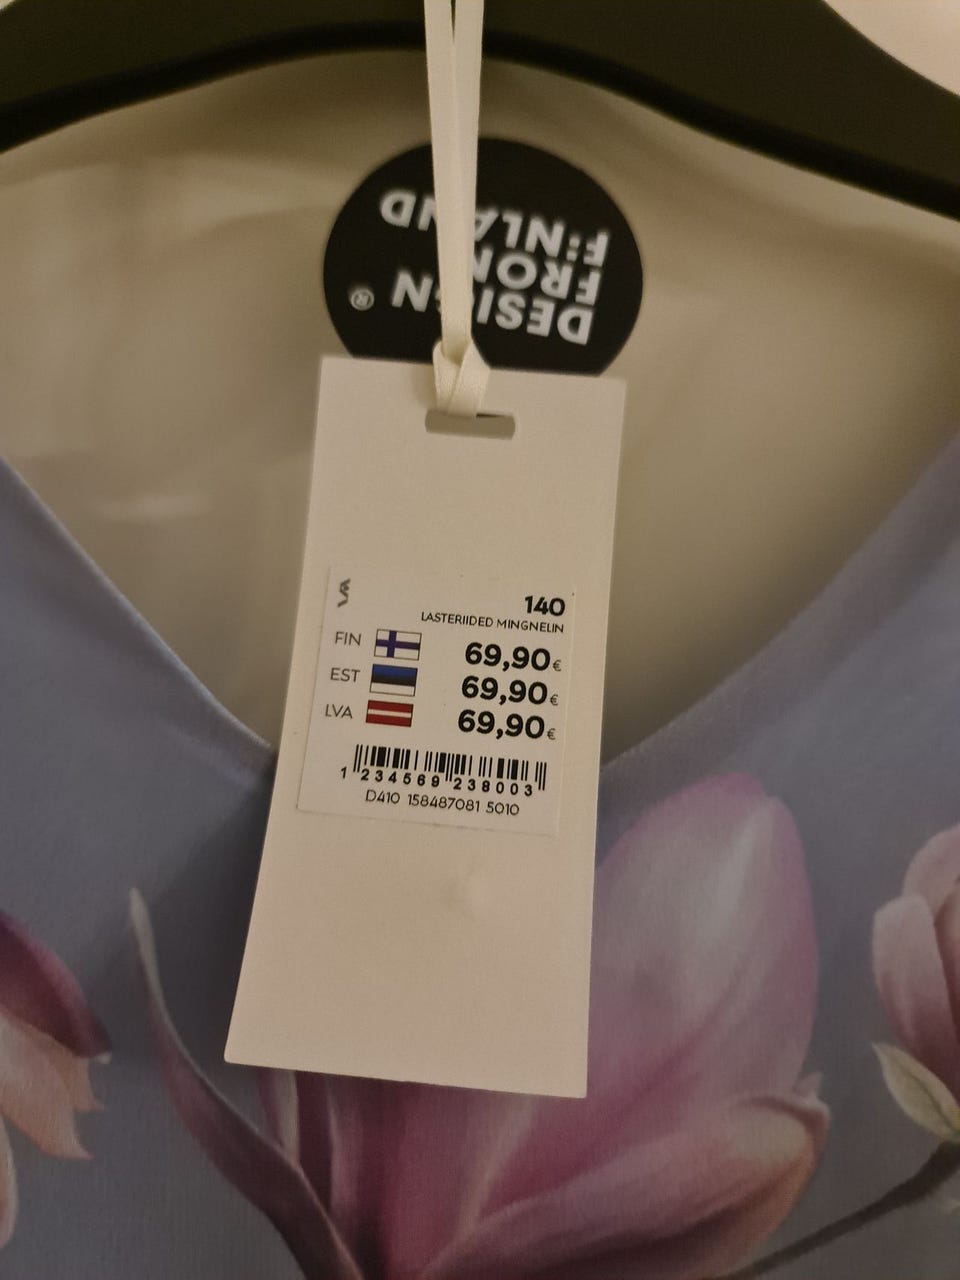 DESIGN
FROM
FINLAND
®
140
LASTERIIDED MINGNELIN
FIN 69,90€
EST 69,90€
LVA 69,90€
1 234569 238003
D410 158487081 5010